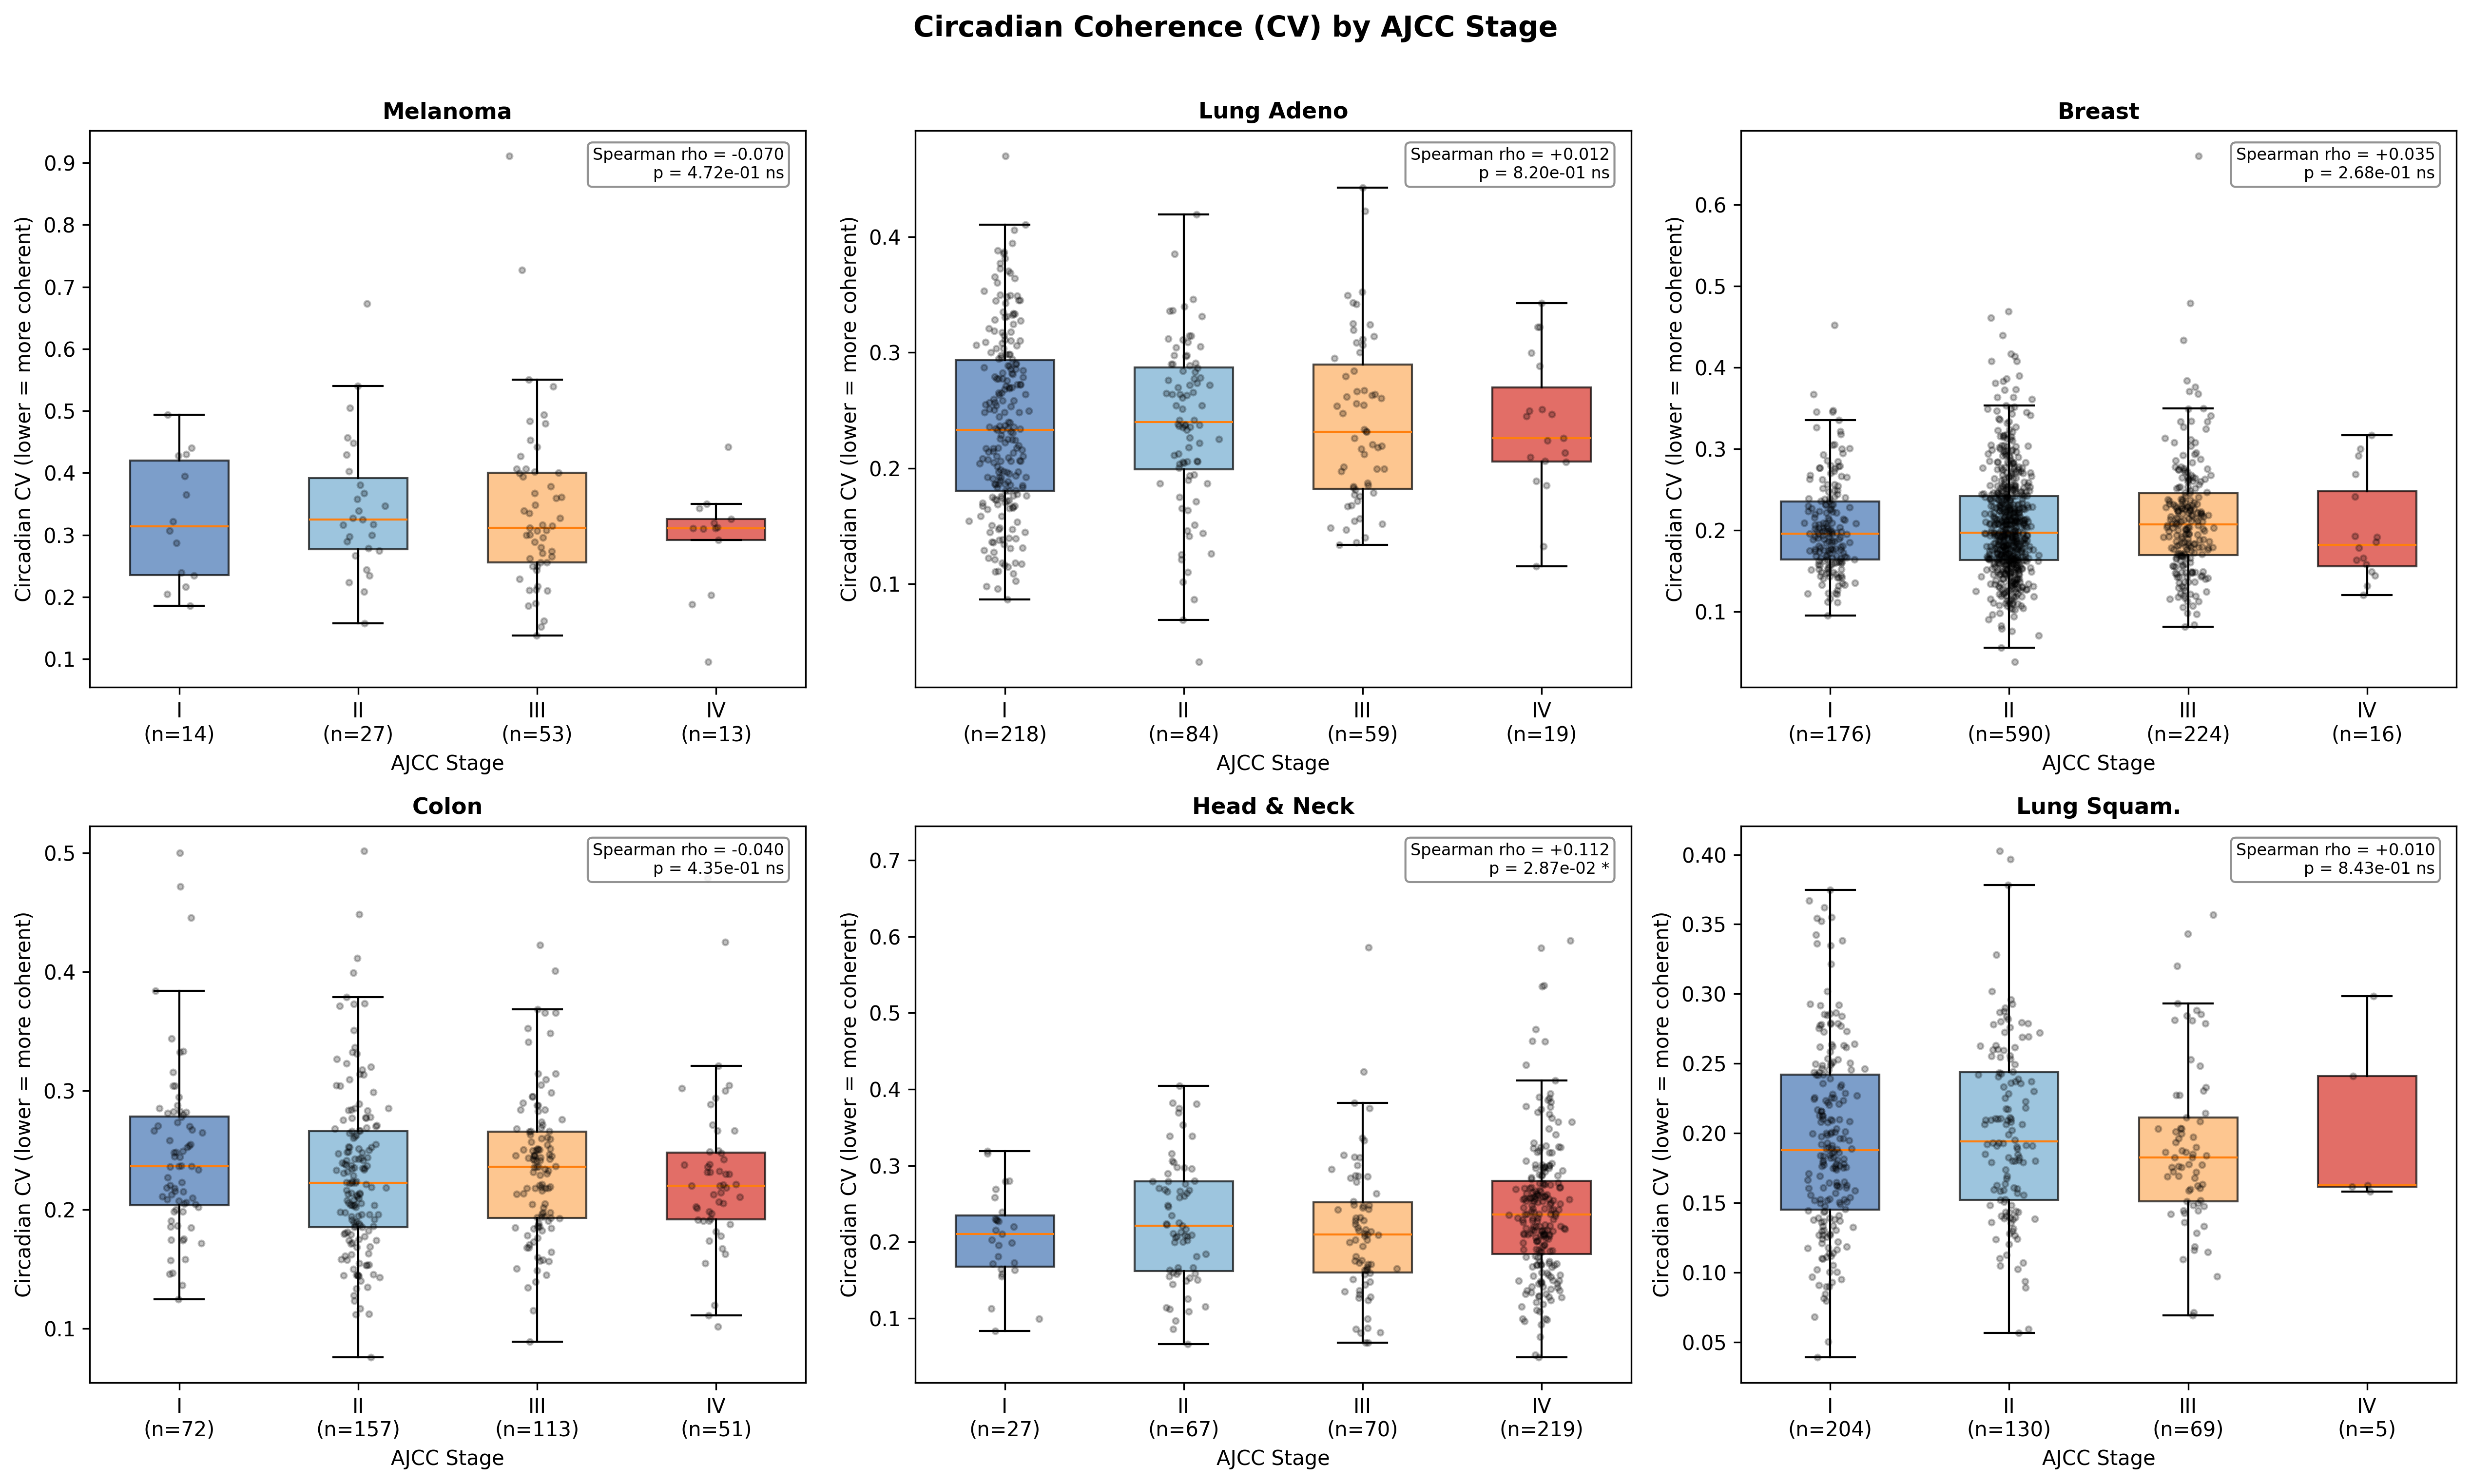 Circadian Coherence (CV) by AJCC Stage
Melanoma
Spearman rho = -0.070
p = 4.72e-01 ns
Circadian CV (lower = more coherent)
0.9
0.8
0.7
0.6
0.5
0.4
0.3
0.2
0.1
I
(n=14)
II
(n=27)
III
(n=53)
IV
(n=13)
AJCC Stage
Lung Adeno
Spearman rho = +0.012
p = 8.20e-01 ns
Circadian CV (lower = more coherent)
0.4
0.3
0.2
0.1
I
(n=218)
II
(n=84)
III
(n=59)
IV
(n=19)
AJCC Stage
Breast
Spearman rho = +0.035
p = 2.68e-01 ns
Circadian CV (lower = more coherent)
0.6
0.5
0.4
0.3
0.2
0.1
I
(n=176)
II
(n=590)
III
(n=224)
IV
(n=16)
AJCC Stage
Colon
Spearman rho = -0.040
p = 4.35e-01 ns
Circadian CV (lower = more coherent)
0.5
0.4
0.3
0.2
0.1
I
(n=72)
II
(n=157)
III
(n=113)
IV
(n=51)
AJCC Stage
Head & Neck
Spearman rho = +0.112
p = 2.87e-02 *
Circadian CV (lower = more coherent)
0.7
0.6
0.5
0.4
0.3
0.2
0.1
I
(n=27)
II
(n=67)
III
(n=70)
IV
(n=219)
AJCC Stage
Lung Squam.
Spearman rho = +0.010
p = 8.43e-01 ns
Circadian CV (lower = more coherent)
0.40
0.35
0.30
0.25
0.20
0.15
0.10
0.05
I
(n=204)
II
(n=130)
III
(n=69)
IV
(n=5)
AJCC Stage